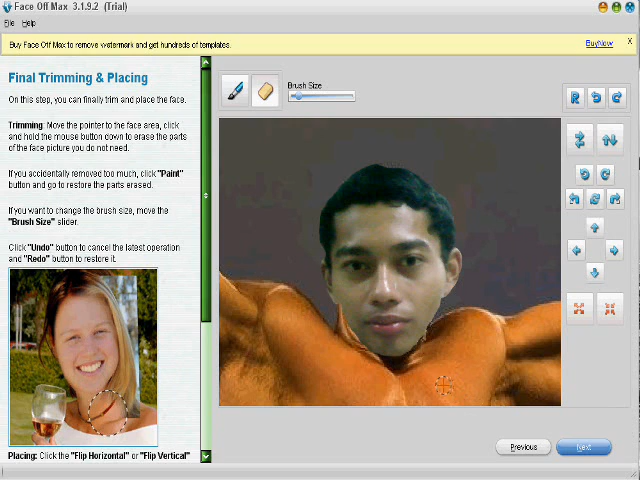 Face Off Max 3.1.9.2 (Trial)
File Help
Buy Face Off Max to remove watermark and get hundreds of templates.
BuyNow
X
Final Trimming & Placing
Brush Size
On this step, you can finally trim and place the face.
R
Trimming: Move the pointer to the face area, click
and hold the mouse button down to erase the parts
of the face picture you do not need.
If you accidentally removed too much, click "Paint"
button and go to restore the parts erased.
If you want to change the brush size, move the
"Brush Size" slider.
Click "Undo" button to cancel the latest operation
and "Redo" button to restore it.
Placing: Click the "Flip Horizontal" or "Flip Vertical"
Previous
Next